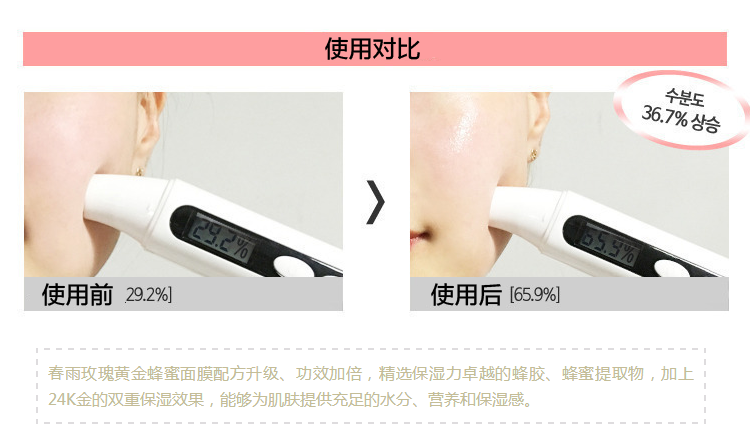 使用对比
수분도
36.7% 상승
29.2%
65.9%
使用前 29.2%]
使用后 [65.9%]
春雨玫瑰黄金蜂蜜面膜配方升级、功效加倍，精选保湿力卓越的蜂胶、蜂蜜提取物，加上
24K金的双重保湿效果，能够为肌肤提供充足的水分、营养和保湿感。